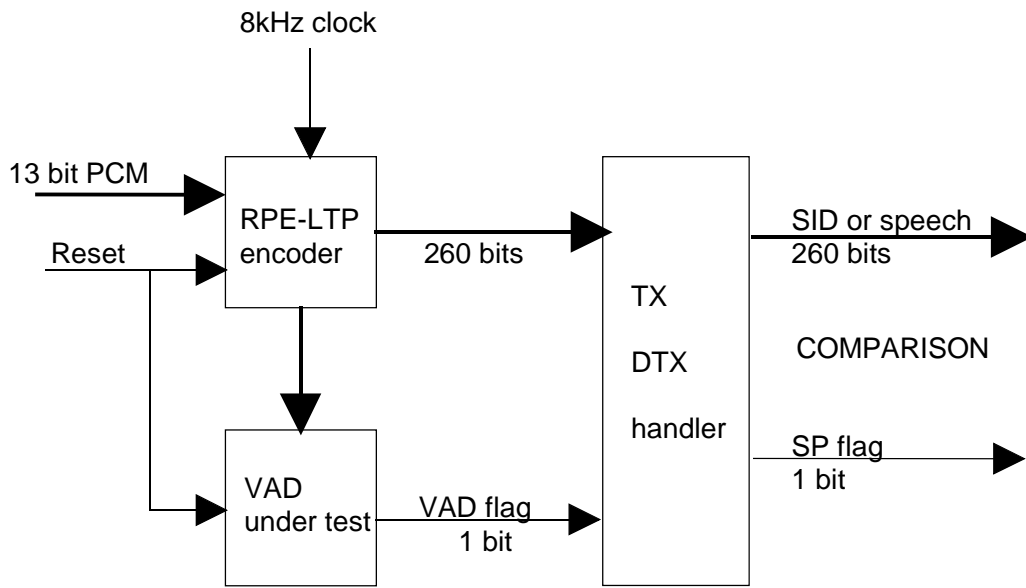 8kHz clock
13 bit PCM
RPE-LTP
encoder
Reset
260 bits
SID or speech
260 bits
TX
DTX
handler
COMPARISON
VAD
under test
VAD flag
1 bit
SP flag
1 bit